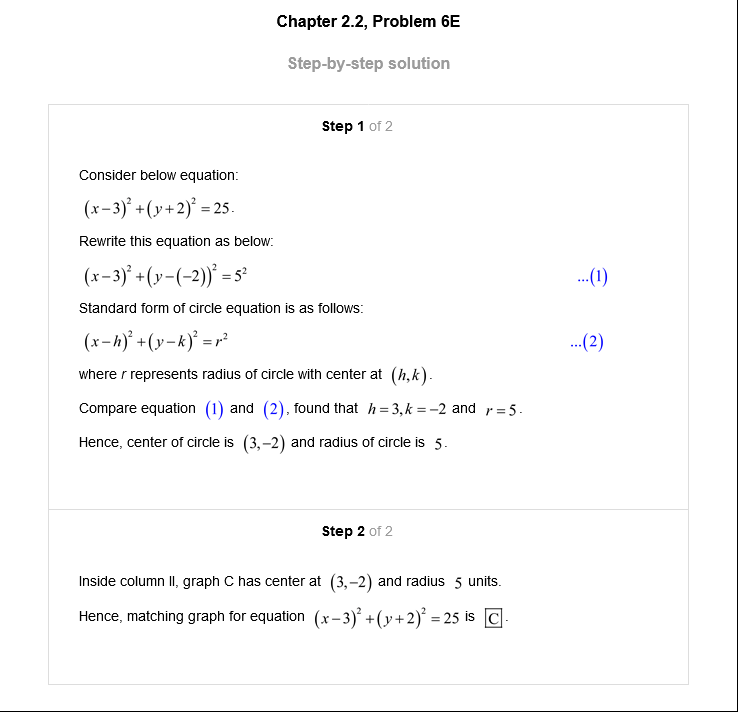 Chapter 2.2, Problem 6E
Step-by-step solution
Step 1 of 2
Consider below equation:
(x−3)²+(y+2)²=25.
Rewrite this equation as below:
(x−3)²+(y−(−2))²=5² ...(1)
Standard form of circle equation is as follows:
(x−h)²+(y−k)²=r² ...(2)
where r represents radius of circle with center at (h,k).
Compare equation (1) and (2), found that h=3,k=−2 and r=5.
Hence, center of circle is (3,−2) and radius of circle is 5.
Step 2 of 2
Inside column II, graph C has center at (3,−2) and radius 5 units.
Hence, matching graph for equation (x−3)²+(y+2)²=25 is C.